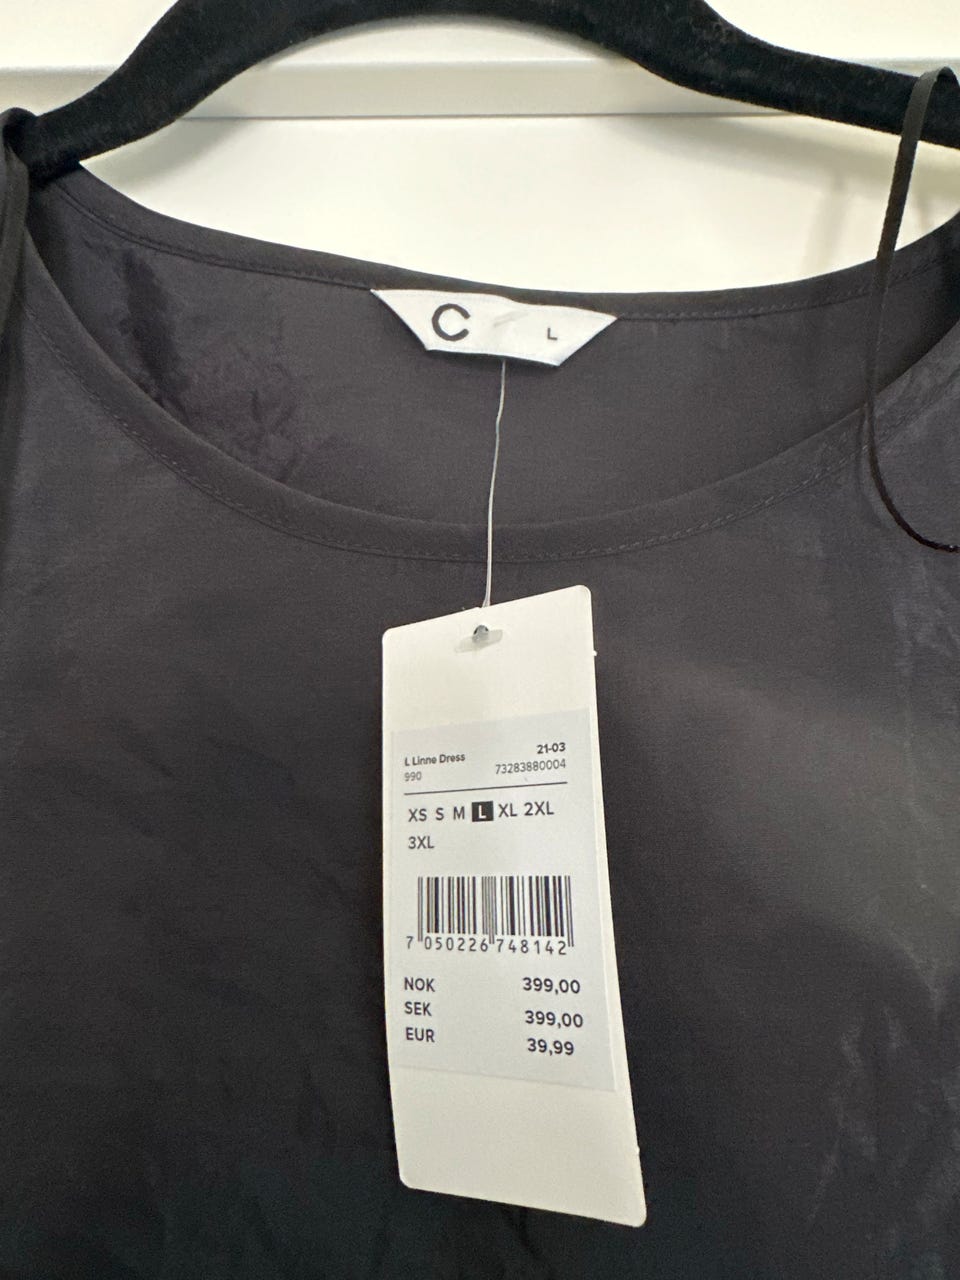 C L
L Linne Dress 21-03
990 73283880004
XS S M L XL 2XL
3XL
7 050226 748142
NOK 399,00
SEK 399,00
EUR 39,99